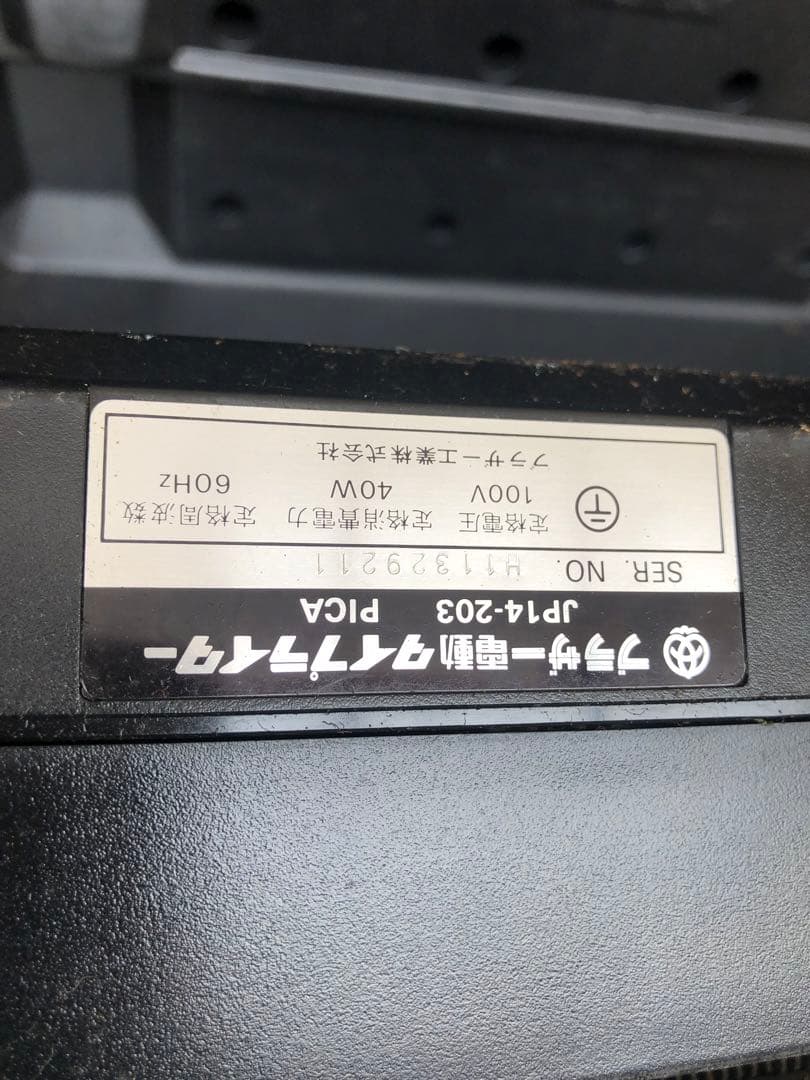 ブラザー電動タイプライター
JP14-203 PICA
SER. NO. H11329211
定格電圧 定格消費電力 定格周波数
100V 40W 60Hz
ブラザー工業株式会社